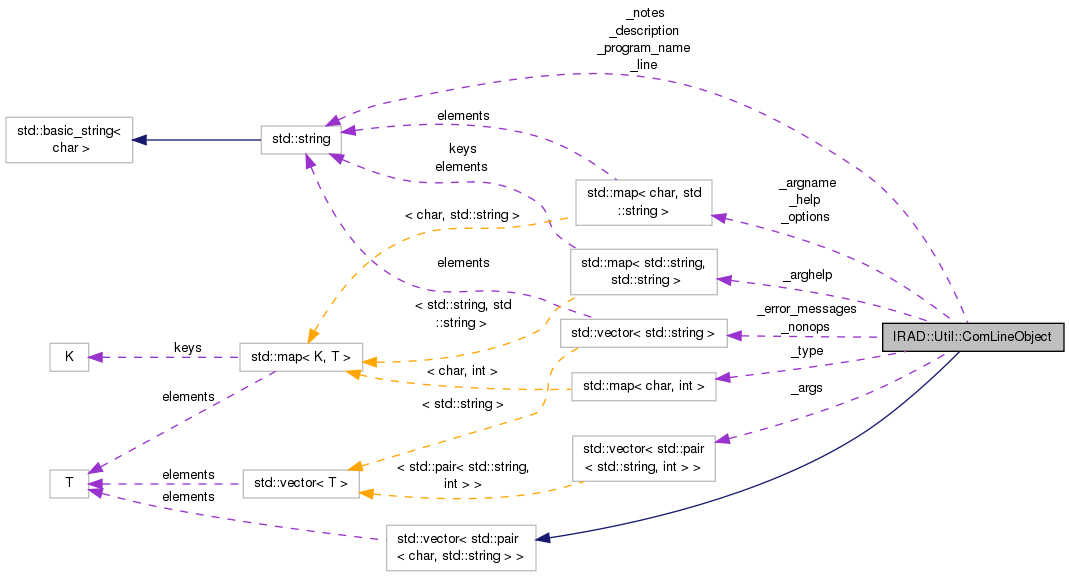 _notes
_description
_program_name
_line
std::basic_string<
char >
std::string
elements
keys
elements
std::map< char, std
::string >
_argname
_help
_options
< char, std::string >
std::map< std::string,
std::string >
_arghelp
elements
< std::string, std
::string >
std::vector< std::string >
_error_messages
_nonops
IRAD::Util::ComLineObject
K
keys
std::map< K, T >
< char, int >
std::map< char, int >
_type
elements
< std::string >
_args
std::vector< std::pair
< std::string, int > >
T
elements
std::vector< T >
< std::pair< std::string,
int > >
elements
std::vector< std::pair
< char, std::string > >